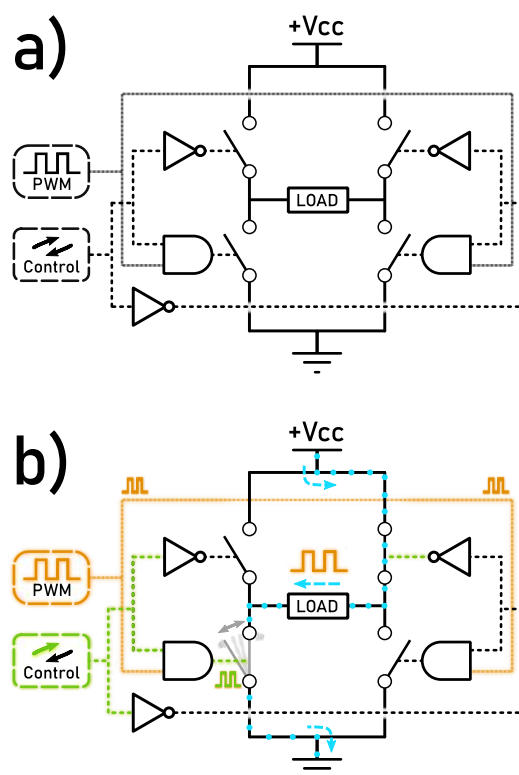 a)
+Vcc
PWM
LOAD
Control
b)
+Vcc
PWM
LOAD
Control